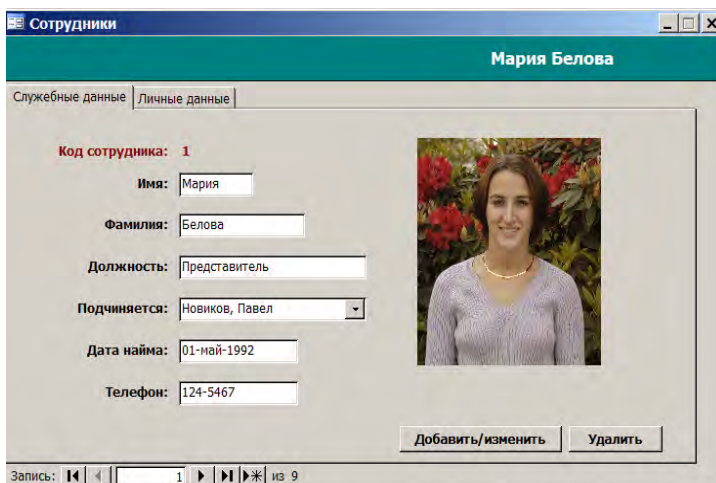 Сотрудники
Мария Белова
Служебные данные Личные данные
Код сотрудника: 1
Имя: Мария
Фамилия: Белова
Должность: Представитель
Подчиняется: Новиков, Павел
Дата найма: 01-май-1992
Телефон: 124-5467
Добавить/изменить Удалить
Запись: 1 из 9